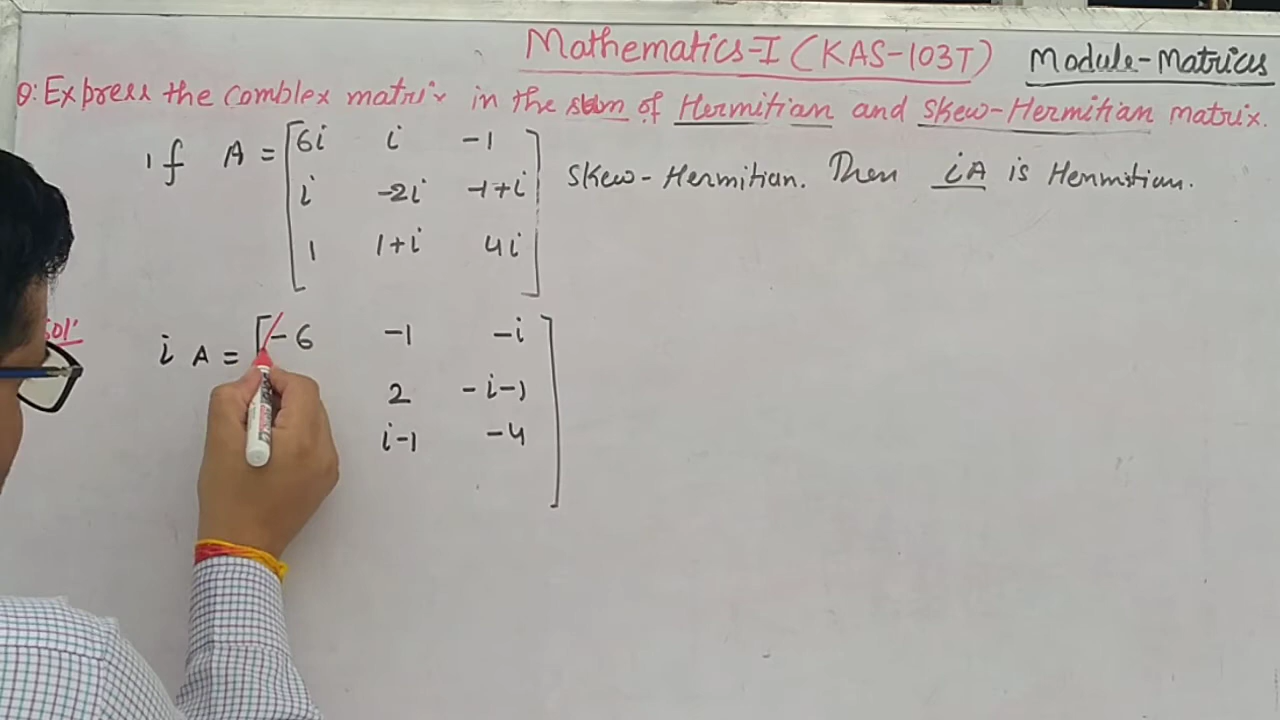 Mathematics-I (KAS-103T) Module-Matrices
Q: Express the complex matrix in the sum of Hermitian and Skew-Hermitian matrix.
if A = [6i i -1
i -2i -1+i
1 1+i 4i] Skew-Hermitian. Then iA is Hermitian.
Sol'
i A = [-6 -1 -i
2 -i-1
i-1 -4]